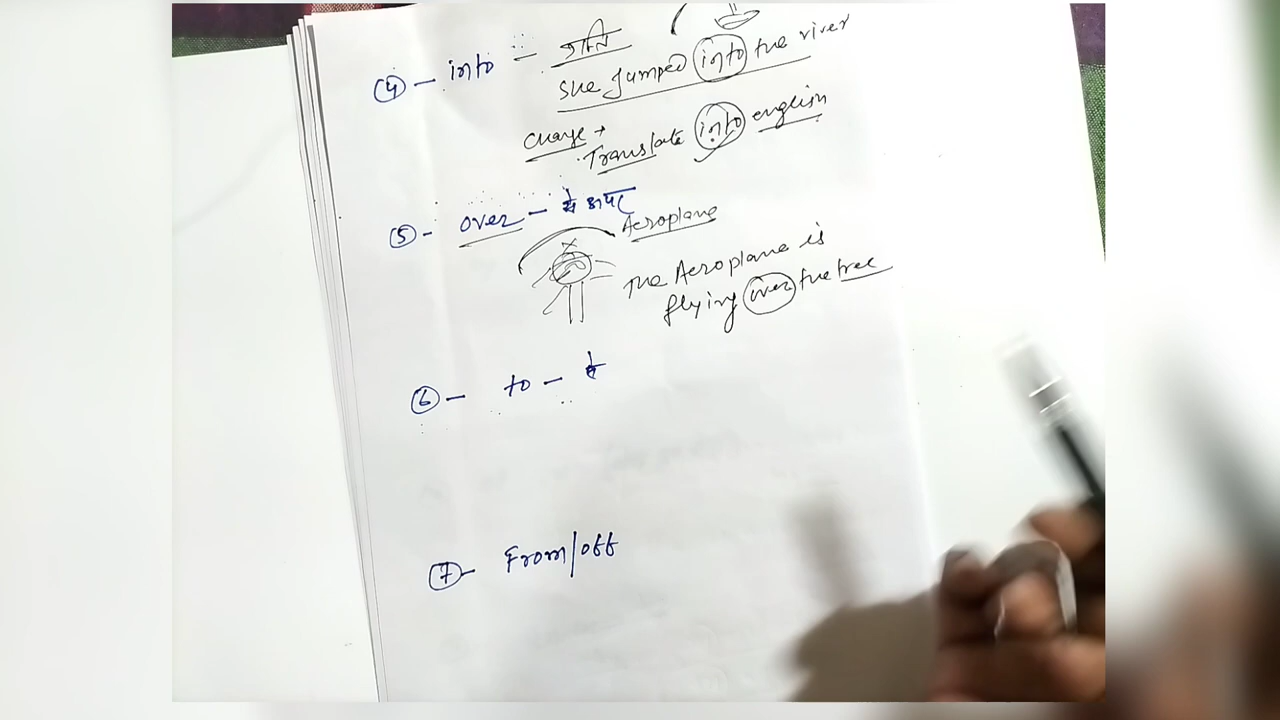 ④ - into = गति
She Jumped into the river
Change →
Translate into english
⑤ - over - के ऊपर
Aeroplane
The Aeroplane is
flying over the tree
⑥ - to - के
⑦ - From/off